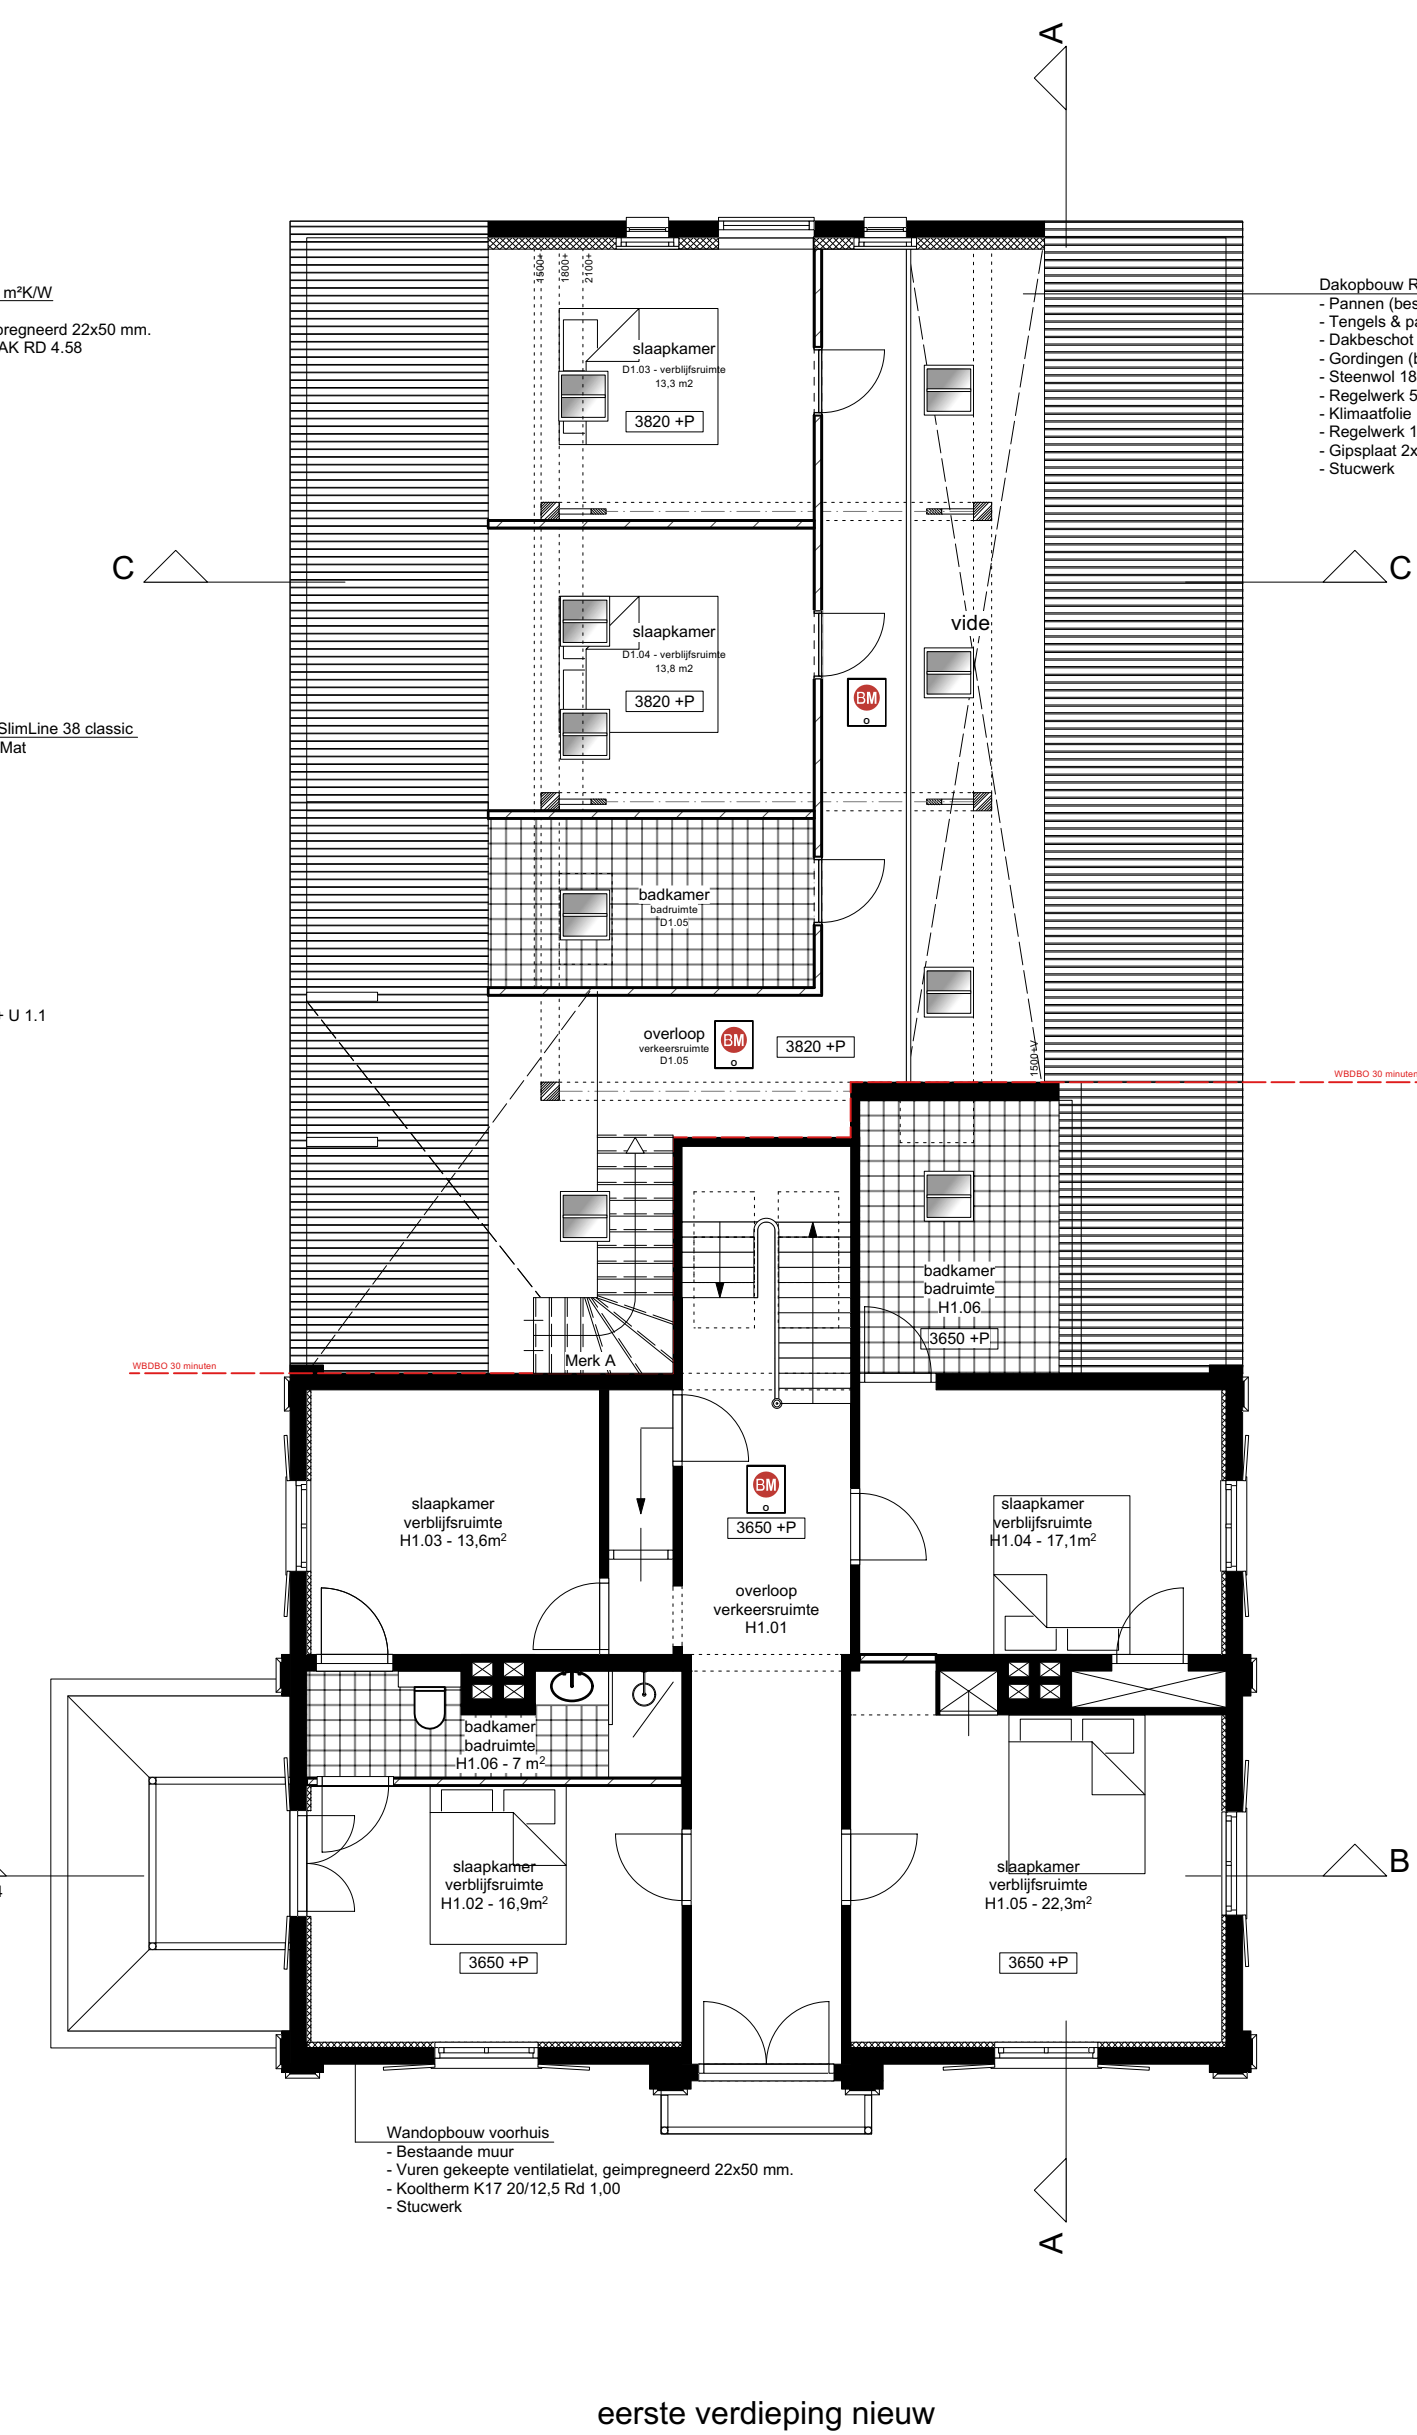 A
m²K/W
pregneerd 22x50 mm.
AK RD 4.58
Dakopbouw R
- Pannen (bes
- Tengels & pa
- Dakbeschot
- Gordingen (b
- Steenwol 18
- Regelwerk 5
- Klimaatfolie
- Regelwerk 1
- Gipsplaat 2x
- Stucwerk
1500+
1800+
2100+
slaapkamer
D1.03 - verblijfsruimte
13,3 m2
3820 +P
C
C
vide
slaapkamer
D1.04 - verblijfsruimte
13,8 m2
3820 +P
BM
SlimLine 38 classic
Mat
badkamer
badruimte
D1.05
+ U 1.1
overloop
verkeersruimte
D1.05
BM
3820 +P
1500+V
WBDBO 30 minuten
badkamer
badruimte
H1.06
3650 +P
Merk A
WBDBO 30 minuten
BM
3650 +P
slaapkamer
verblijfsruimte
H1.03 - 13,6m²
slaapkamer
verblijfsruimte
H1.04 - 17,1m²
overloop
verkeersruimte
H1.01
badkamer
badruimte
H1.06 - 7 m²
slaapkamer
verblijfsruimte
H1.02 - 16,9m²
3650 +P
slaapkamer
verblijfsruimte
H1.05 - 22,3m²
3650 +P
B
Wandopbouw voorhuis
- Bestaande muur
- Vuren gekeepte ventilatielat, geimpregneerd 22x50 mm.
- Kooltherm K17 20/12,5 Rd 1,00
- Stucwerk
A
eerste verdieping nieuw